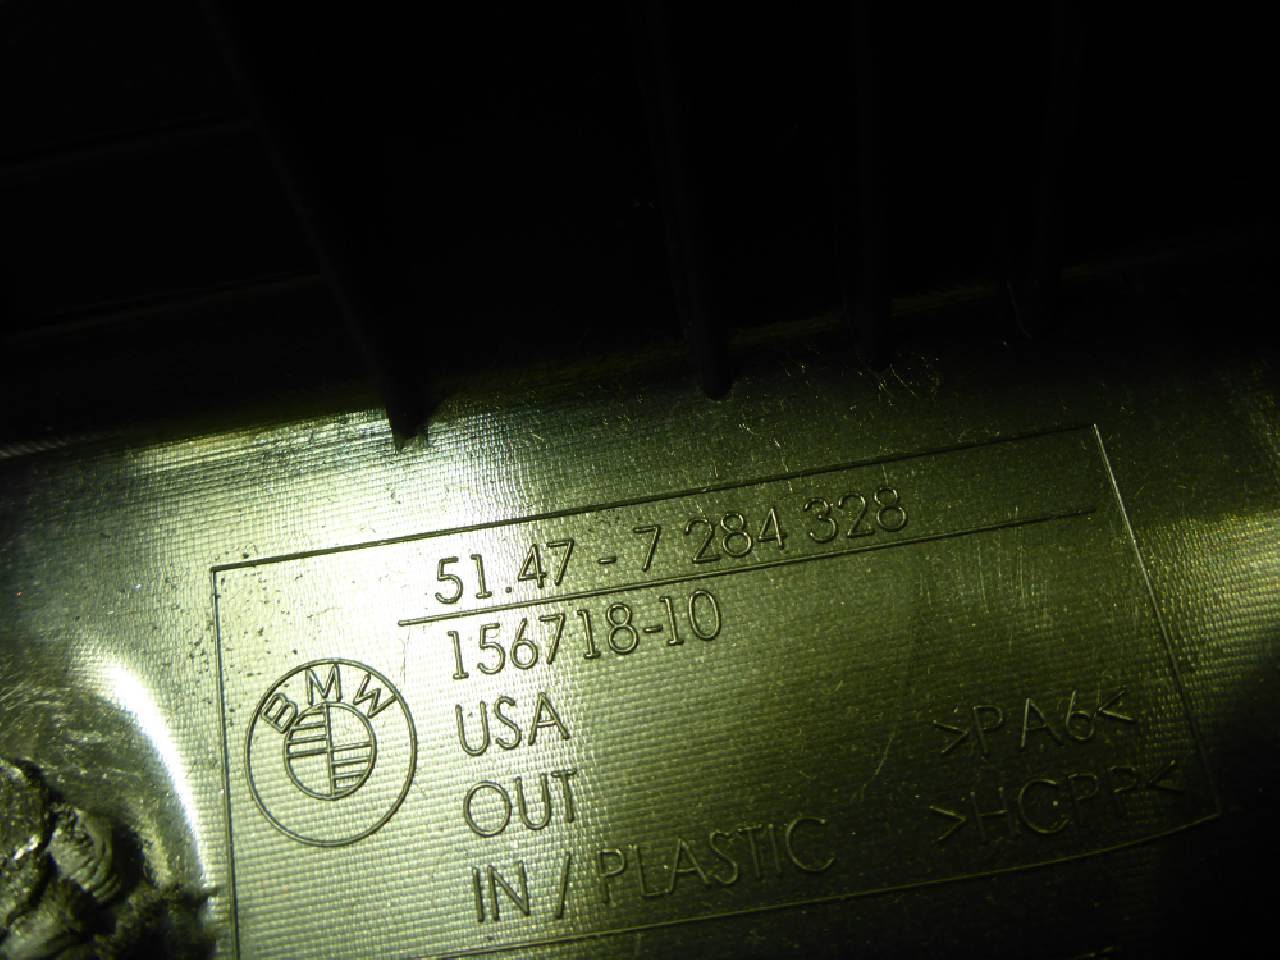 51.47 - 7 284 328
156718-10
BMW
USA
>PA6<
OUT
>HCPP<
IN / PLASTIC